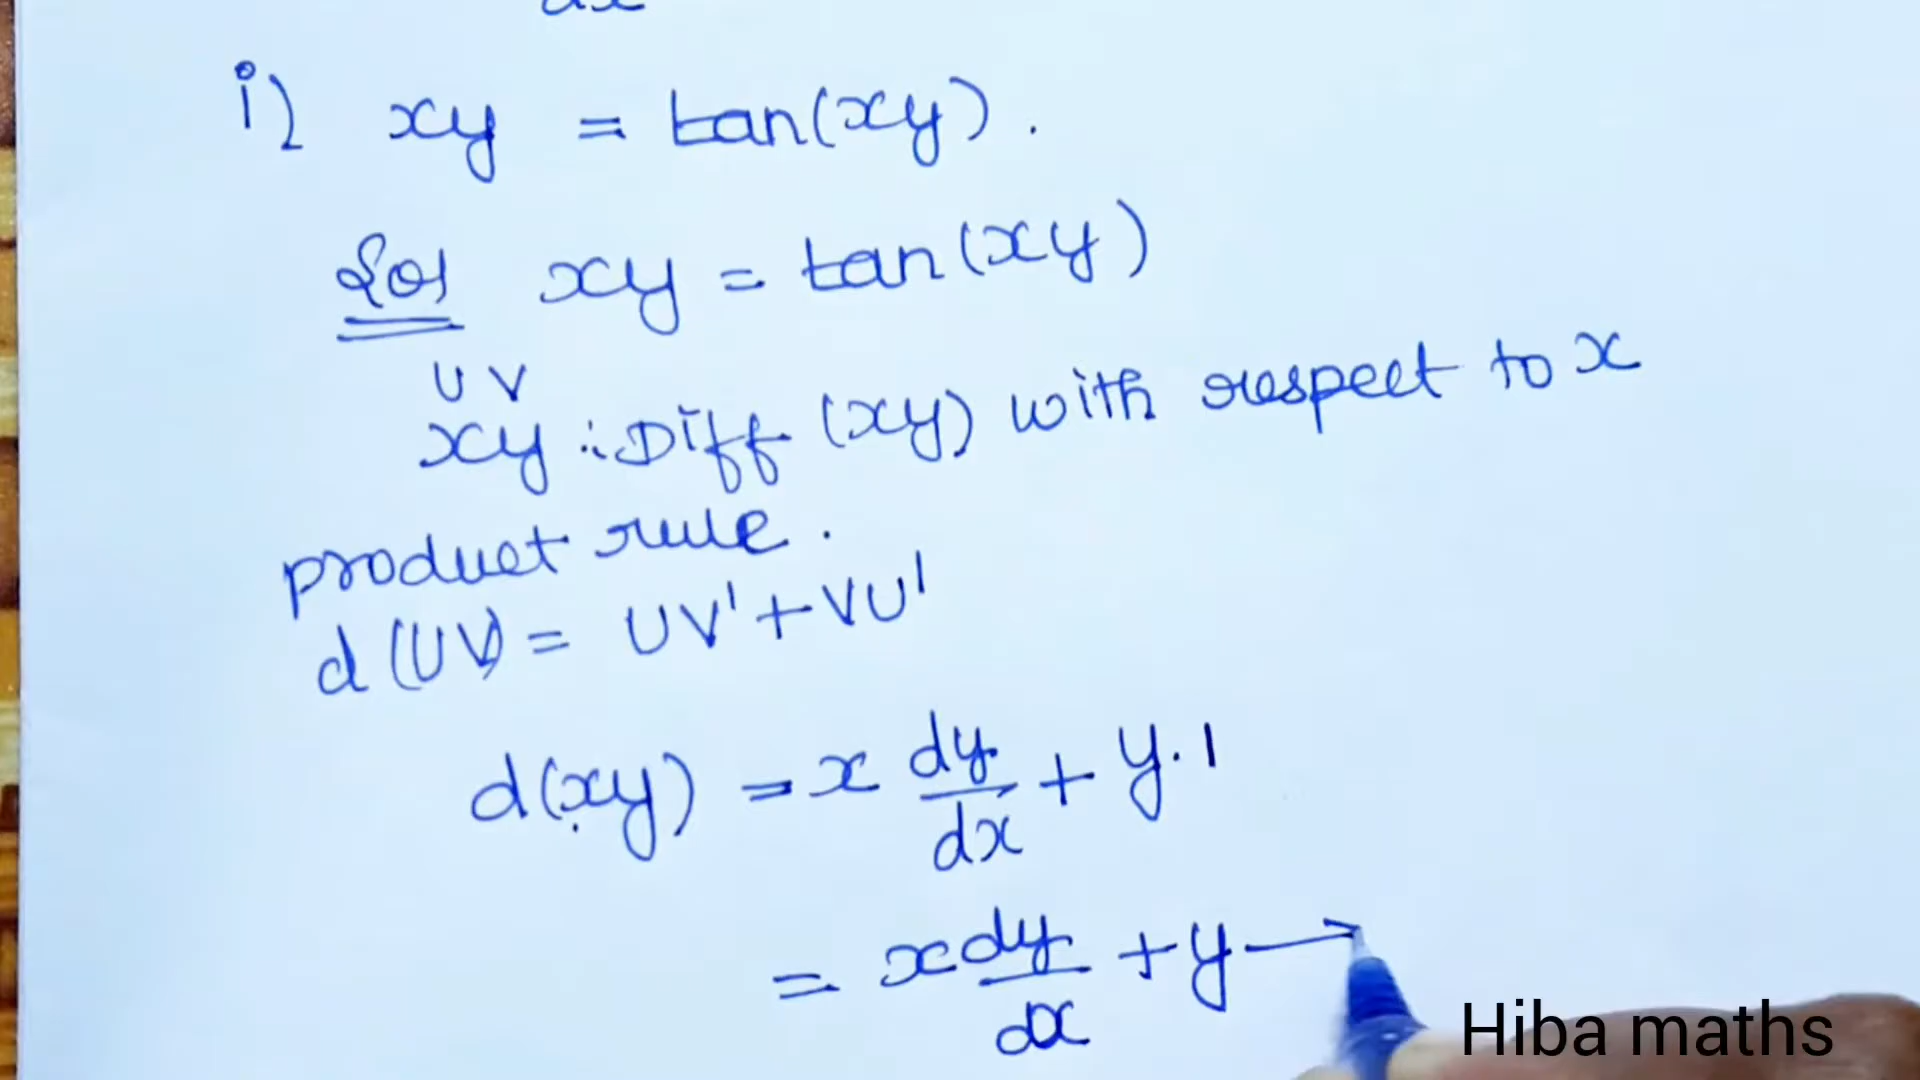 dx
i) xy = tan(xy).
Sol xy = tan(xy)
U V
xy ∴ Diff (xy) with respect to x
product rule.
d(UV) = UV' + VU'
d(xy) = x dy/dx + y.1
= x dy/dx + y →
Hiba maths